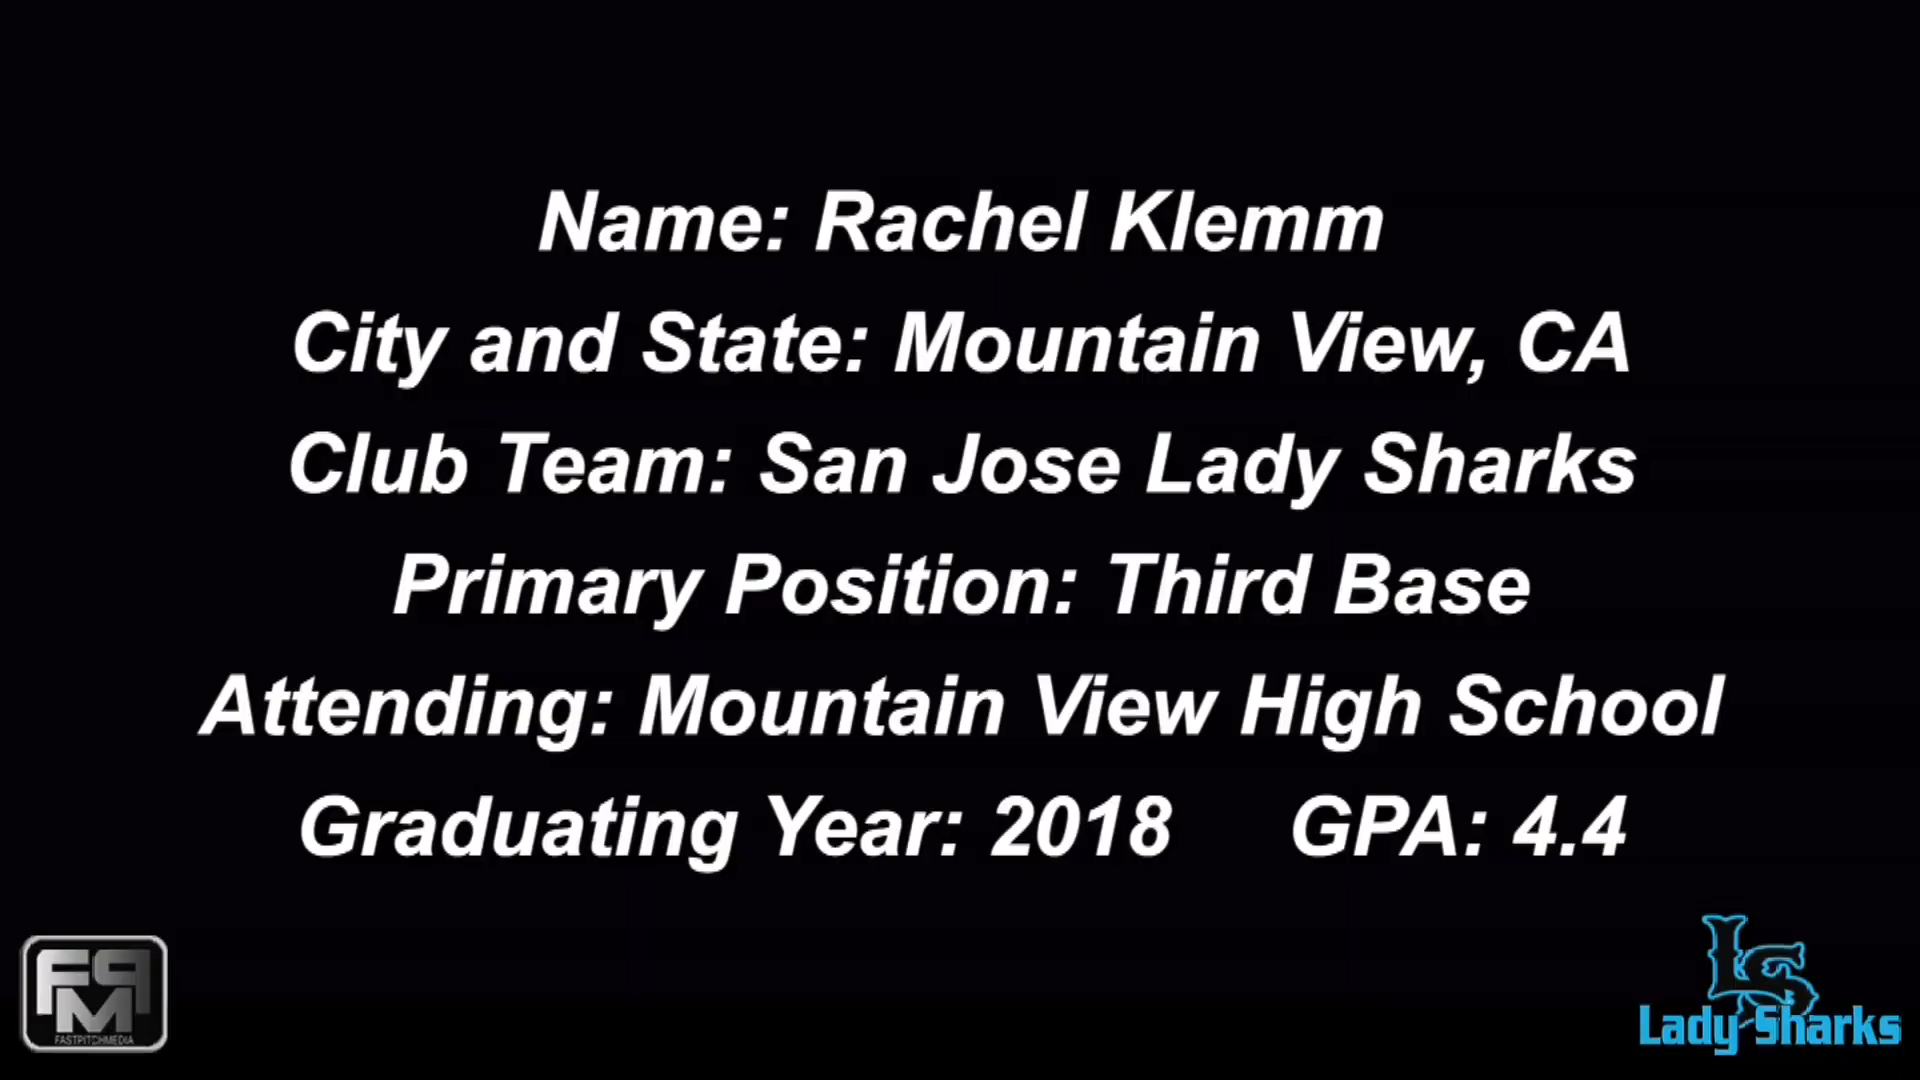 Name: Rachel Klemm
City and State: Mountain View, CA
Club Team: San Jose Lady Sharks
Primary Position: Third Base
Attending: Mountain View High School
Graduating Year: 2018 GPA: 4.4
FPM
FASTPITCHMEDIA
LS
Lady Sharks